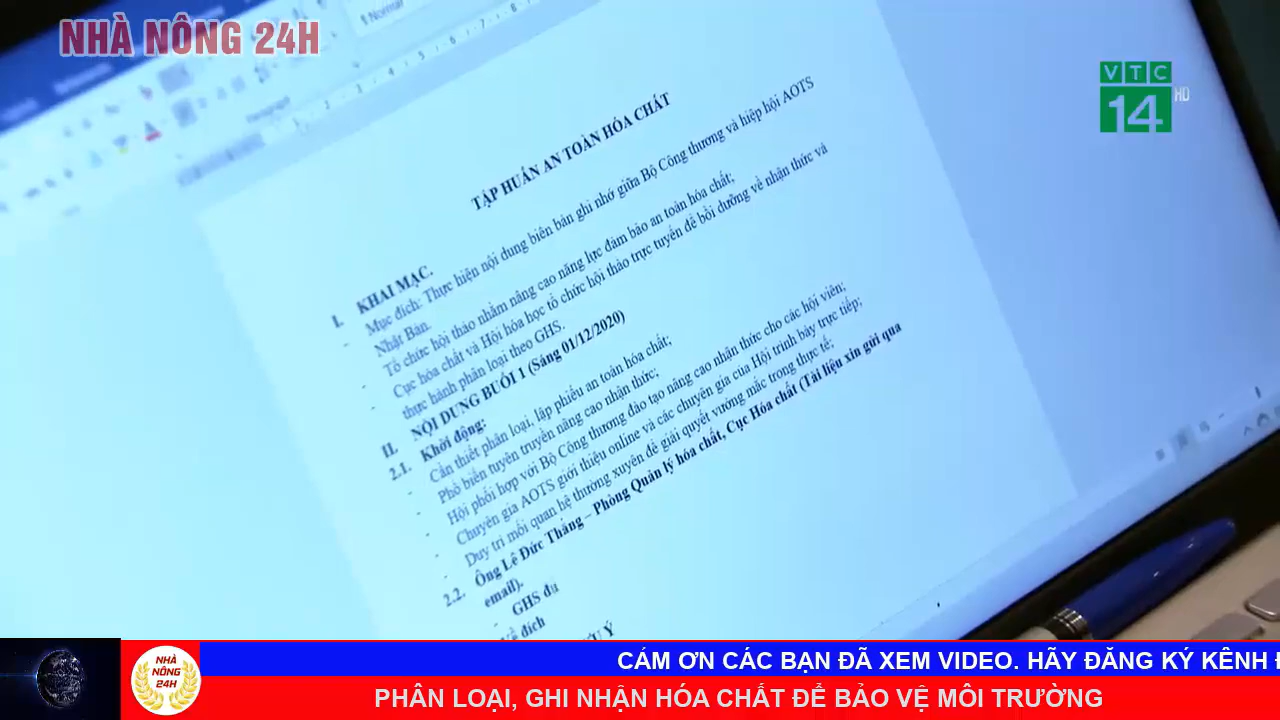 NHÀ NÔNG 24H
VTC
14
HD
Normal
Paragraph
TẬP HUẤN AN TOÀN HÓA CHẤT
I. KHAI MẠC.
- Mục đích: Thực hiện nội dung biên bản ghi nhớ giữa Bộ Công thương và hiệp hội AOTS
Nhật Bản.
- Tổ chức hội thảo nhằm nâng cao năng lực đảm bảo an toàn hóa chất;
- Cục hóa chất và Hội hóa học tổ chức hội thảo trực tuyến để bồi dưỡng về nhận thức và
thực hành phân loại theo GHS.
II. NỘI DUNG BUỔI 1 (Sáng 01/12/2020)
2.1. Khởi động:
- Cần thiết phân loại, lập phiếu an toàn hóa chất;
- Phổ biến tuyên truyền nâng cao nhận thức;
- Hội phối hợp với Bộ Công thương đào tạo nâng cao nhận thức cho các hội viên;
- Chuyên gia AOTS giới thiệu online và các chuyên gia của Hội trình bày trực tiếp;
- Duy trì mối quan hệ thường xuyên để giải quyết vướng mắc trong thực tế;
2.2. Ông Lê Đức Thắng – Phòng Quản lý hóa chất, Cục Hóa chất (Tài liệu xin gửi qua
email).
- GHS
Về đích
Ý
NHÀ
NÔNG
24H
CÁM ƠN CÁC BẠN ĐÃ XEM VIDEO. HÃY ĐĂNG KÝ KÊNH
PHÂN LOẠI, GHI NHẬN HÓA CHẤT ĐỂ BẢO VỆ MÔI TRƯỜNG